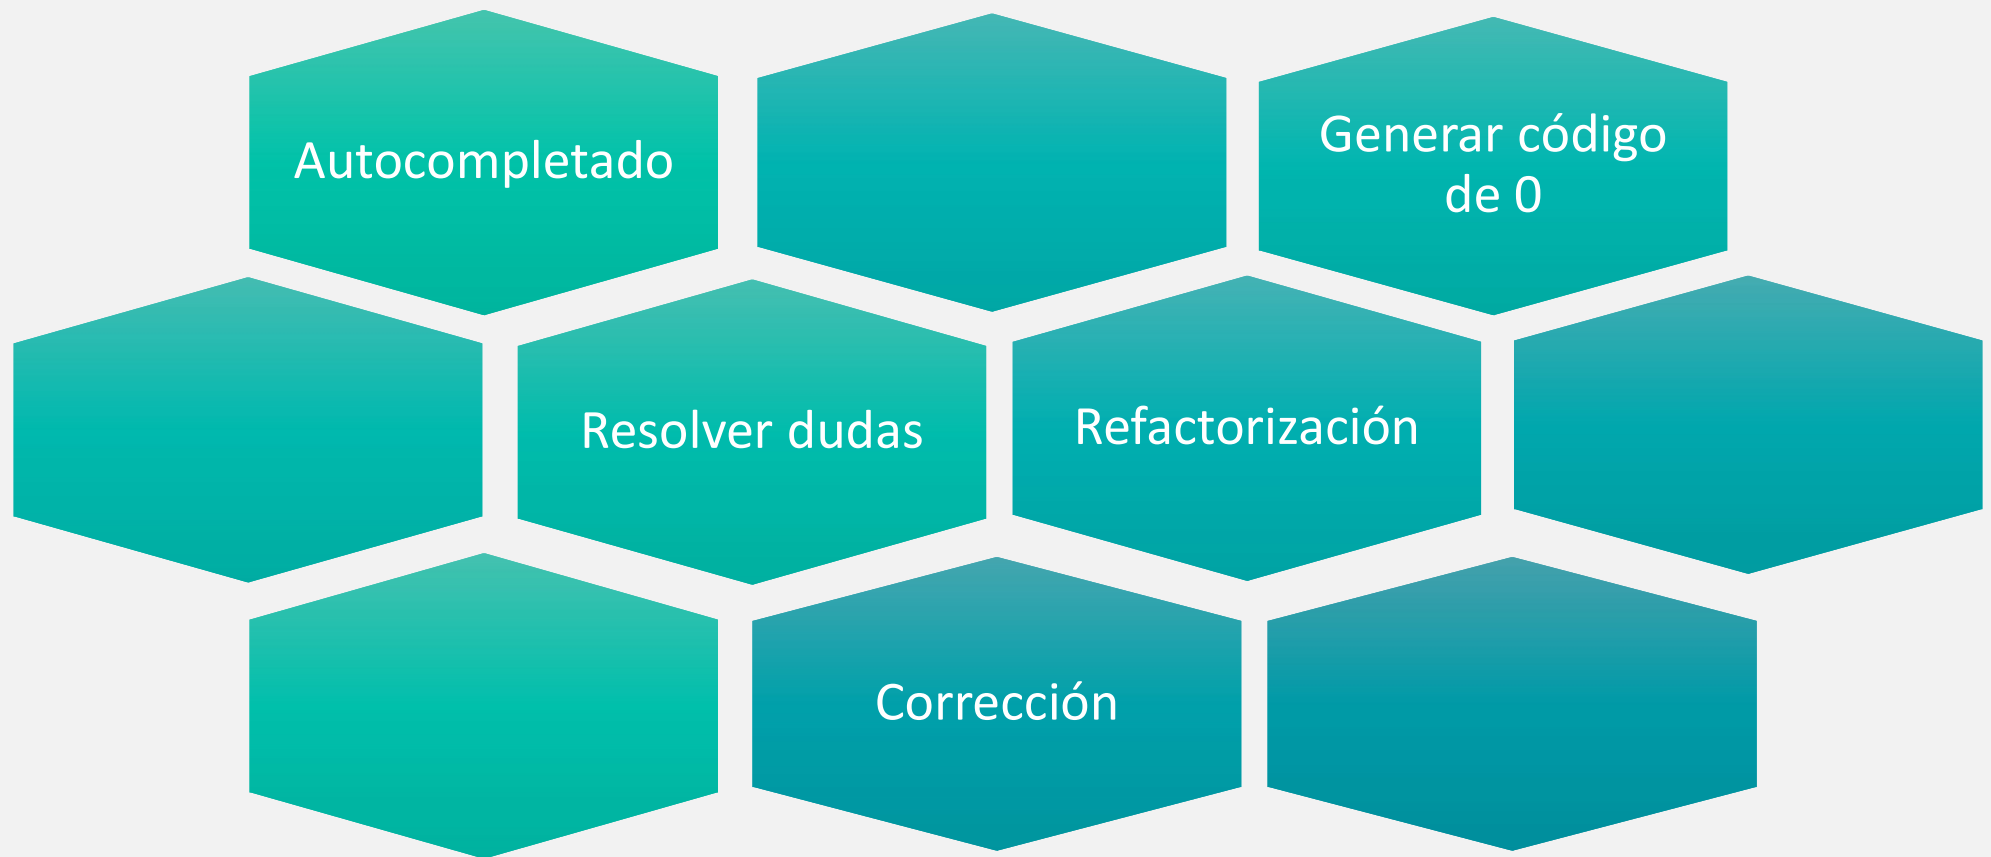 Autocompletado
Generar código
de 0
Resolver dudas
Refactorización
Corrección